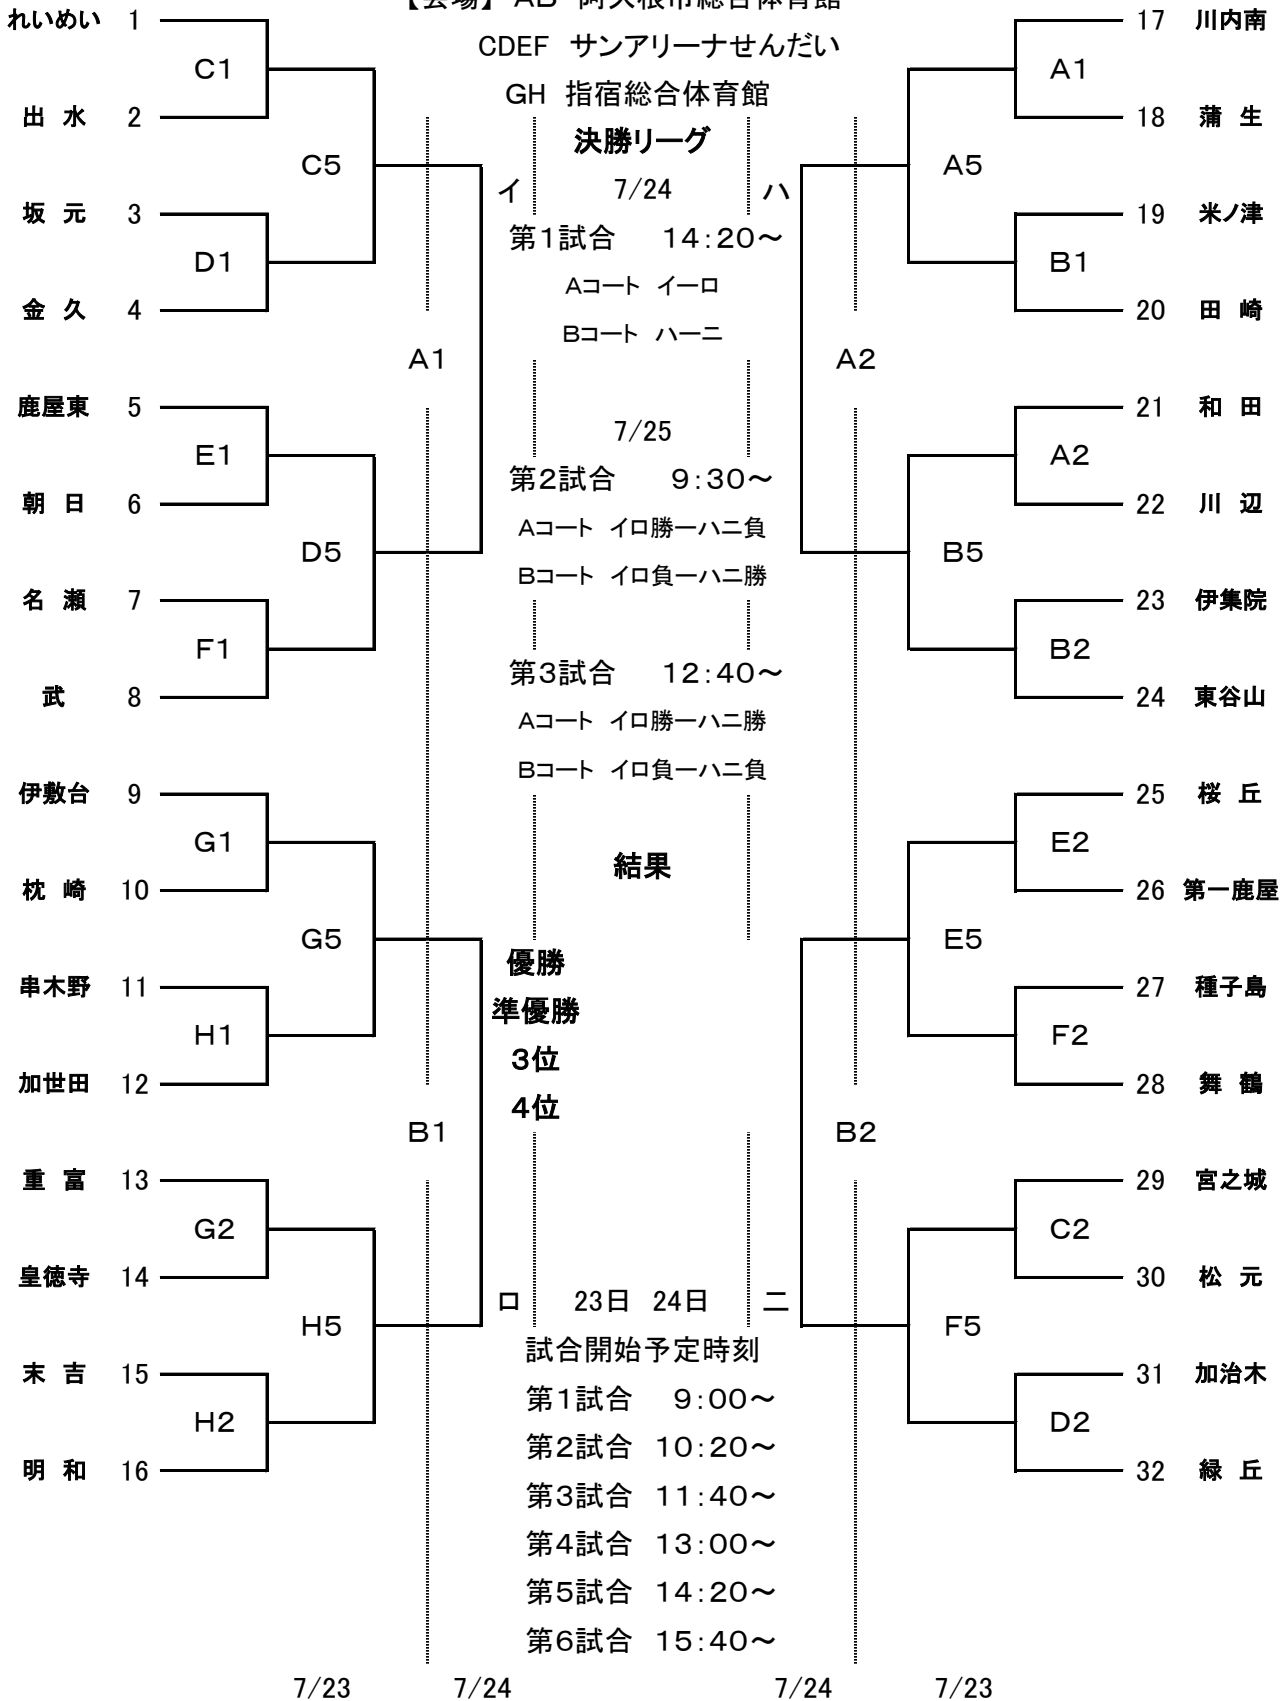 【会場】 AB 阿久根市総合体育館
CDEF サンアリーナせんだい
GH 指宿総合体育館
れいめい 1
出 水 2
坂 元 3
金 久 4
鹿屋東 5
朝 日 6
名 瀬 7
武 8
伊敷台 9
枕 崎 10
串木野 11
加世田 12
重 富 13
皇徳寺 14
末 吉 15
明 和 16
C1
D1
E1
F1
G1
H1
G2
H2
C5
D5
G5
H5
A1
B1
イ
ロ
決勝リーグ
7/24
第1試合 14:20～
Aコート イーロ
Bコート ハーニ
7/25
第2試合 9:30～
Aコート イロ勝ーハニ負
Bコート イロ負ーハニ勝
第3試合 12:40～
Aコート イロ勝ーハニ勝
Bコート イロ負ーハニ負
結果
優勝
準優勝
3位
4位
23日 24日
試合開始予定時刻
第1試合 9:00～
第2試合 10:20～
第3試合 11:40～
第4試合 13:00～
第5試合 14:20～
第6試合 15:40～
ハ
ニ
A2
B2
A5
B5
E5
F5
A1
B1
A2
B2
E2
F2
C2
D2
17 川内南
18 蒲 生
19 米ノ津
20 田 崎
21 和 田
22 川 辺
23 伊集院
24 東谷山
25 桜 丘
26 第一鹿屋
27 種子島
28 舞 鶴
29 宮之城
30 松 元
31 加治木
32 緑 丘
7/23 7/24 7/24 7/23